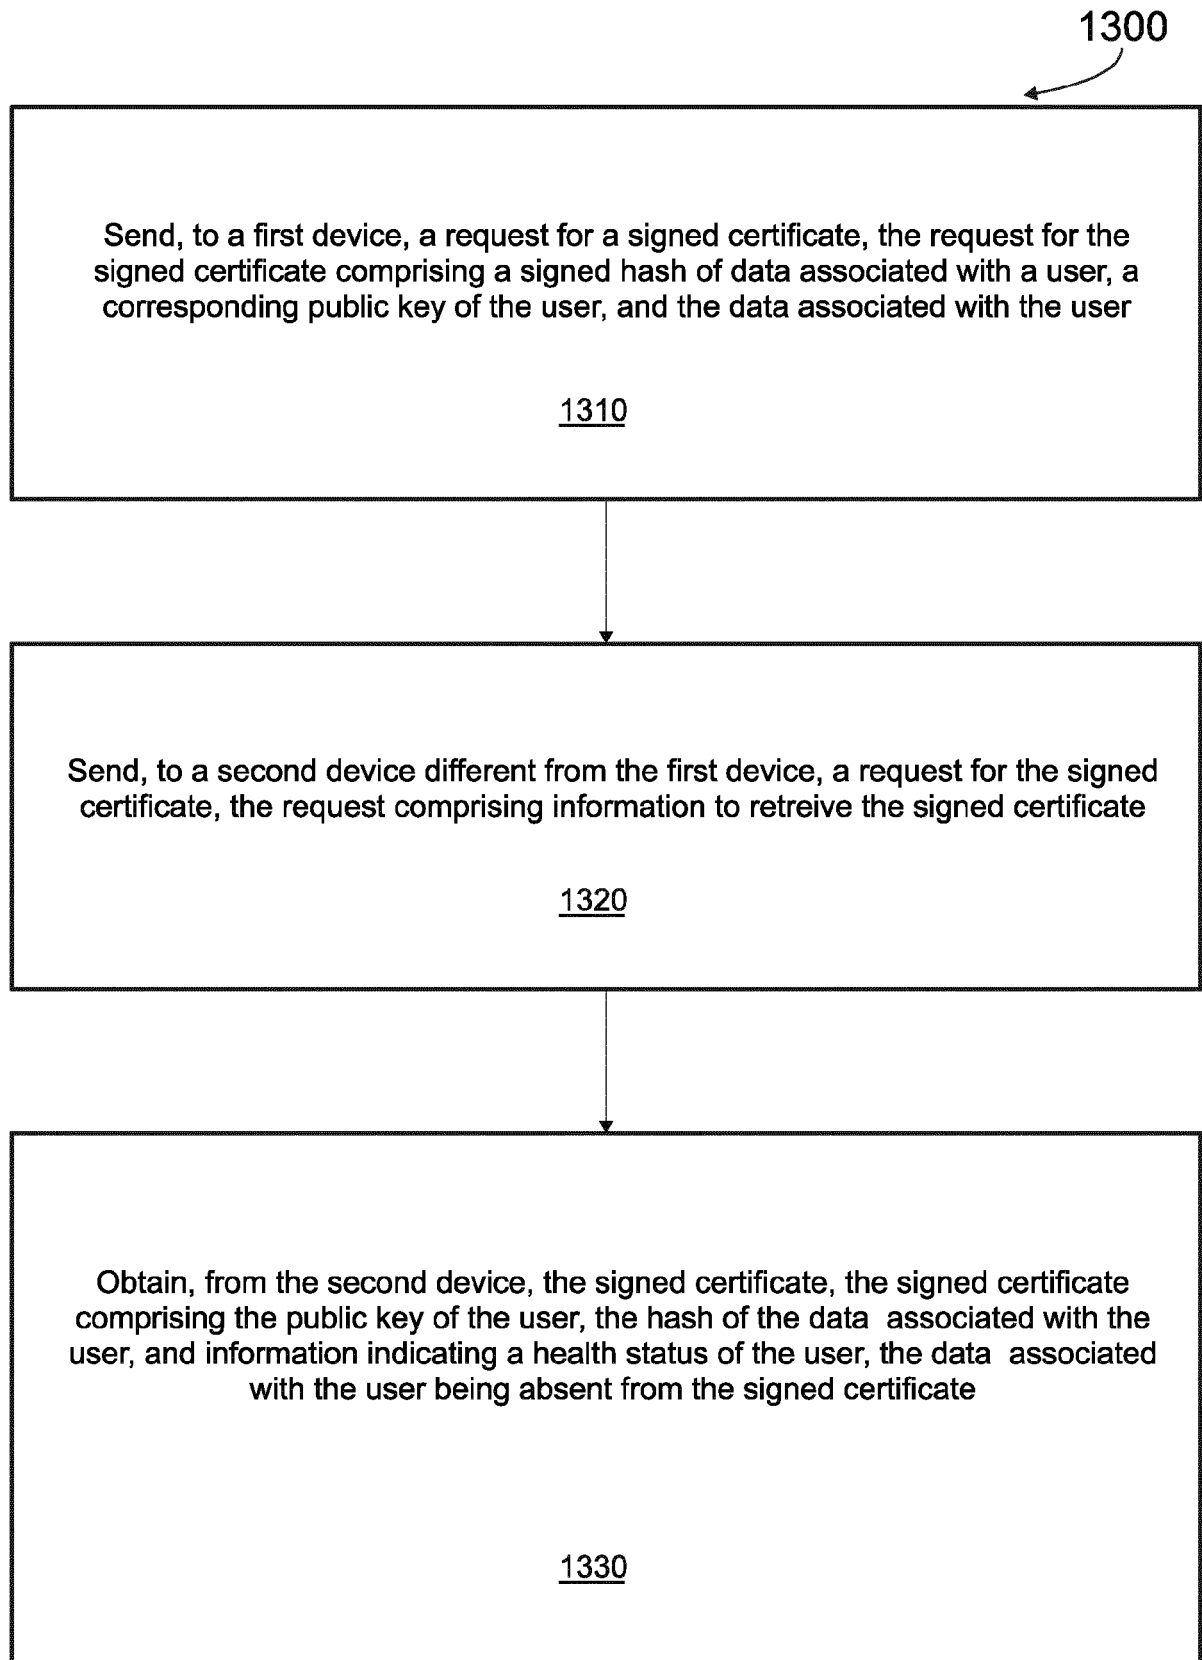 1300
Send, to a first device, a request for a signed certificate, the request for the
signed certificate comprising a signed hash of data associated with a user, a
corresponding public key of the user, and the data associated with the user
1310
Send, to a second device different from the first device, a request for the signed
certificate, the request comprising information to retreive the signed certificate
1320
Obtain, from the second device, the signed certificate, the signed certificate
comprising the public key of the user, the hash of the data  associated with the
user, and information indicating a health status of the user, the data  associated
with the user being absent from the signed certificate
1330